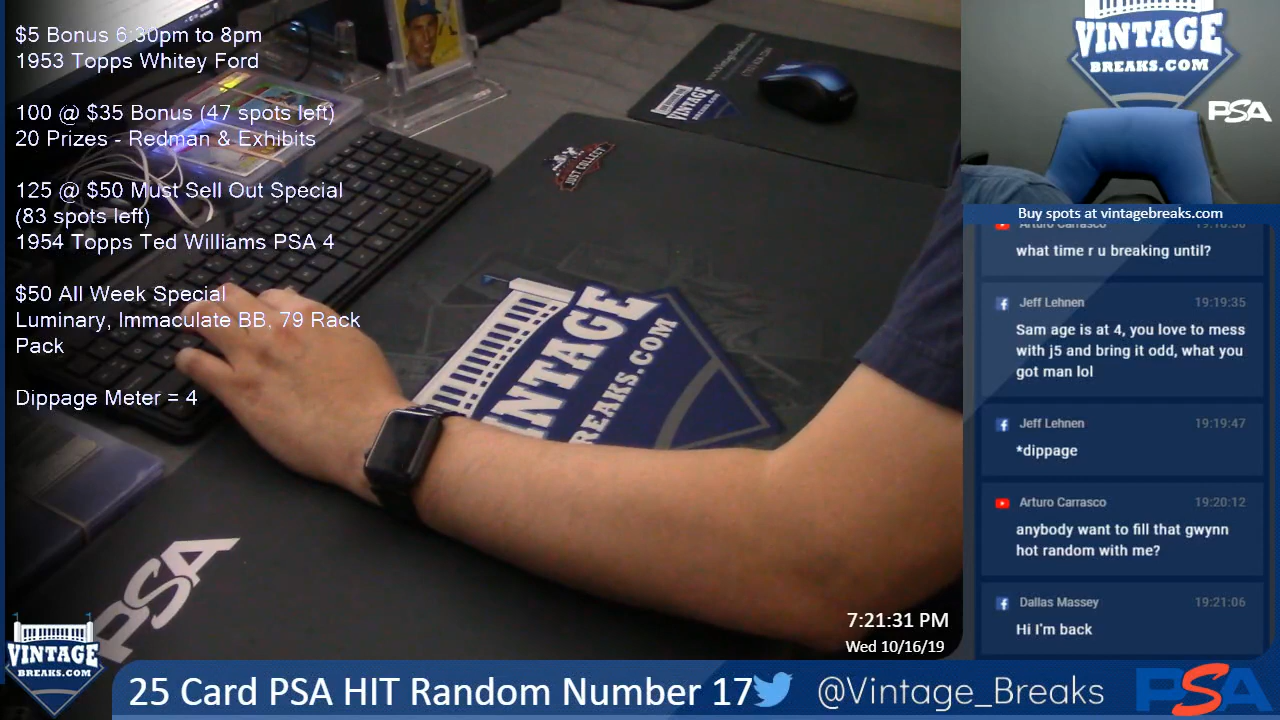 $5 Bonus 6:30pm to 8pm
1953 Topps Whitey Ford
100 @ $35 Bonus (47 spots left)
20 Prizes - Redman & Exhibits
125 @ $50 Must Sell Out Special
(83 spots left)
1954 Topps Ted Williams PSA 4
$50 All Week Special
Luminary, Immaculate BB, 79 Rack
Pack
Dippage Meter = 4
VINTAGE
BREAKS.COM
JUST COLLECT
VINTAGE
BREAKS.COM
PSA
VINTAGE
BREAKS.COM
PSA
Buy spots at vintagebreaks.com
Arturo Carrasco
what time r u breaking until?
Jeff Lehnen 19:19:35
Sam age is at 4, you love to mess
with j5 and bring it odd, what you
got man lol
Jeff Lehnen 19:19:47
*dippage
Arturo Carrasco 19:20:12
anybody want to fill that gwynn
hot random with me?
Dallas Massey 19:21:06
Hi I'm back
7:21:31 PM
Wed 10/16/19
VINTAGE
BREAKS.COM
25 Card PSA HIT Random Number 17
@Vintage_Breaks
PSA